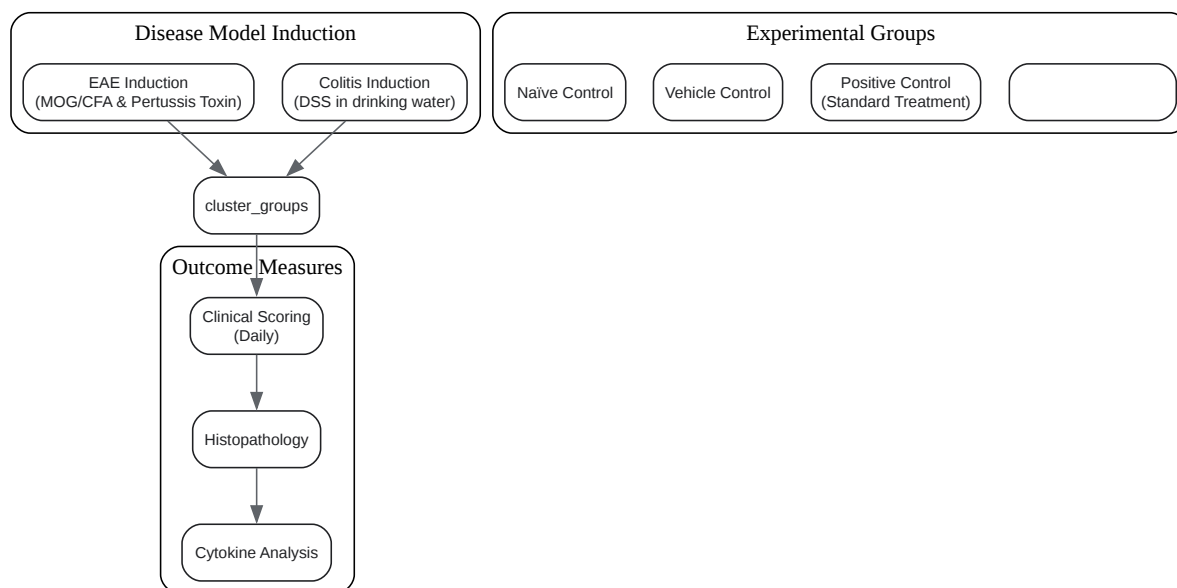 Disease Model Induction
EAE Induction
(MOG/CFA & Pertussis Toxin)
Colitis Induction
(DSS in drinking water)
Experimental Groups
Naïve Control
Vehicle Control
Positive Control
(Standard Treatment)
cluster_groups
Outcome Measures
Clinical Scoring
(Daily)
Histopathology
Cytokine Analysis